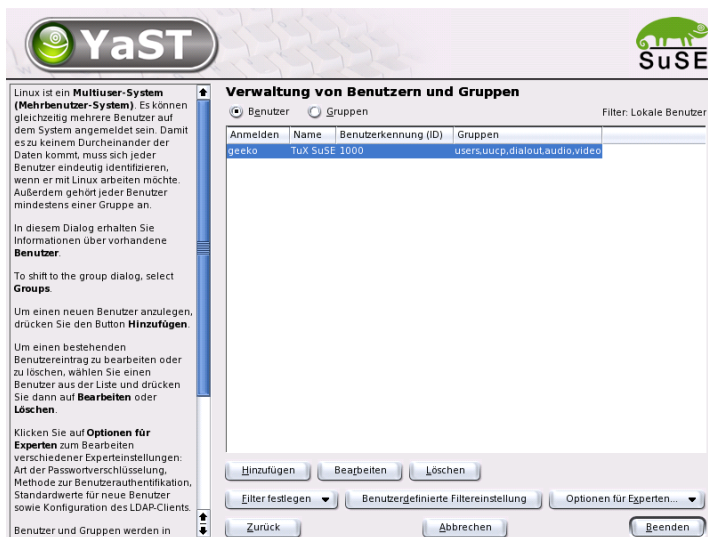 YaST
SuSE
Linux ist ein Multiuser-System
(Mehrbenutzer-System). Es können
gleichzeitig mehrere Benutzer auf
dem System angemeldet sein. Damit
es zu keinem Durcheinander der
Daten kommt, muss sich jeder
Benutzer eindeutig identifizieren,
wenn er mit Linux arbeiten möchte.
Außerdem gehört jeder Benutzer
mindestens einer Gruppe an.
In diesem Dialog erhalten Sie
Informationen über vorhandene
Benutzer.
To shift to the group dialog, select
Groups.
Um einen neuen Benutzer anzulegen,
drücken Sie den Button Hinzufügen.
Um einen bestehenden
Benutzereintrag zu bearbeiten oder
zu löschen, wählen Sie einen
Benutzer aus der Liste und drücken
Sie dann auf Bearbeiten oder
Löschen.
Klicken Sie auf Optionen für
Experten zum Bearbeiten
verschiedener Experteinstellungen:
Art der Passwortverschlüsselung,
Methode zur Benutzerauthentifikation,
Standardwerte für neue Benutzer
sowie Konfiguration des LDAP-Clients.
Benutzer und Gruppen werden in
Verwaltung von Benutzern und Gruppen
Benutzer Gruppen Filter: Lokale Benutzer
Anmelden Name Benutzerkennung (ID) Gruppen
geeko TuX SuSE 1000 users,uucp,dialout,audio,video
Hinzufügen Bearbeiten Löschen
Filter festlegen Benutzerdefinierte Filtereinstellung Optionen für Experten...
Zurück Abbrechen Beenden